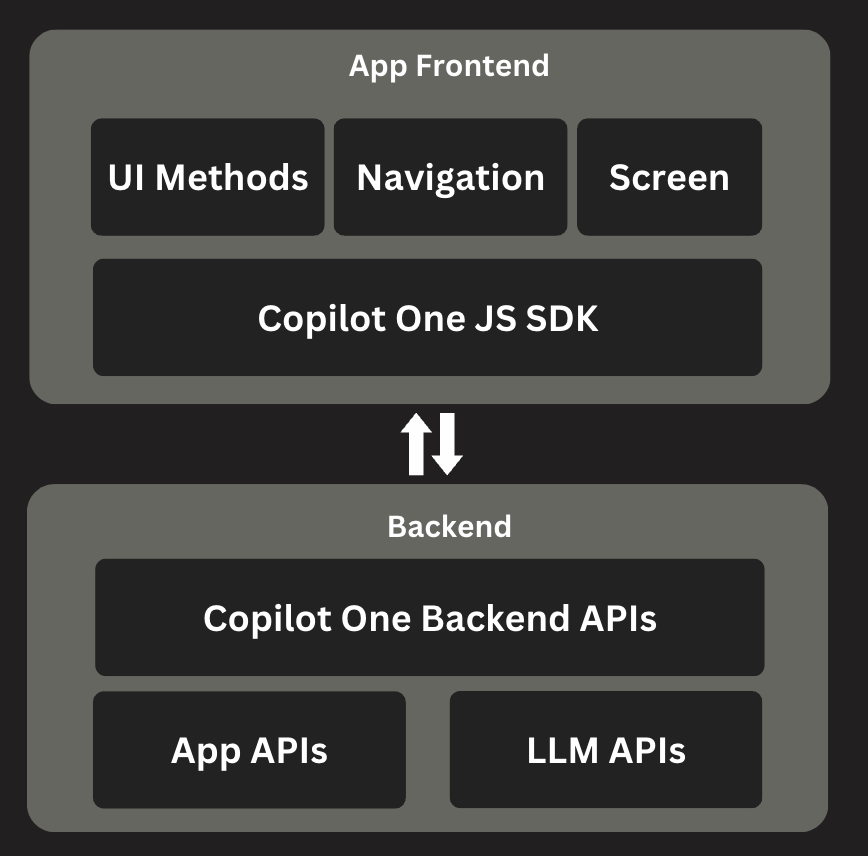 App Frontend
UI Methods
Navigation
Screen
Copilot One JS SDK
Backend
Copilot One Backend APIs
App APIs
LLM APIs